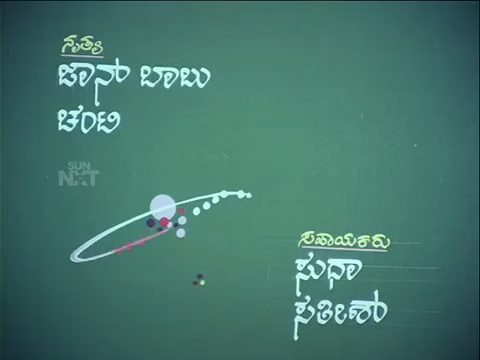 ನೃತ್ಯ
ಜಾನ್ ಬಾಬು
ಚಂಟಿ
SUN
NXT
ಸಹಾಯಕರು
ಸುಧಾ
ಸತೀಶ್